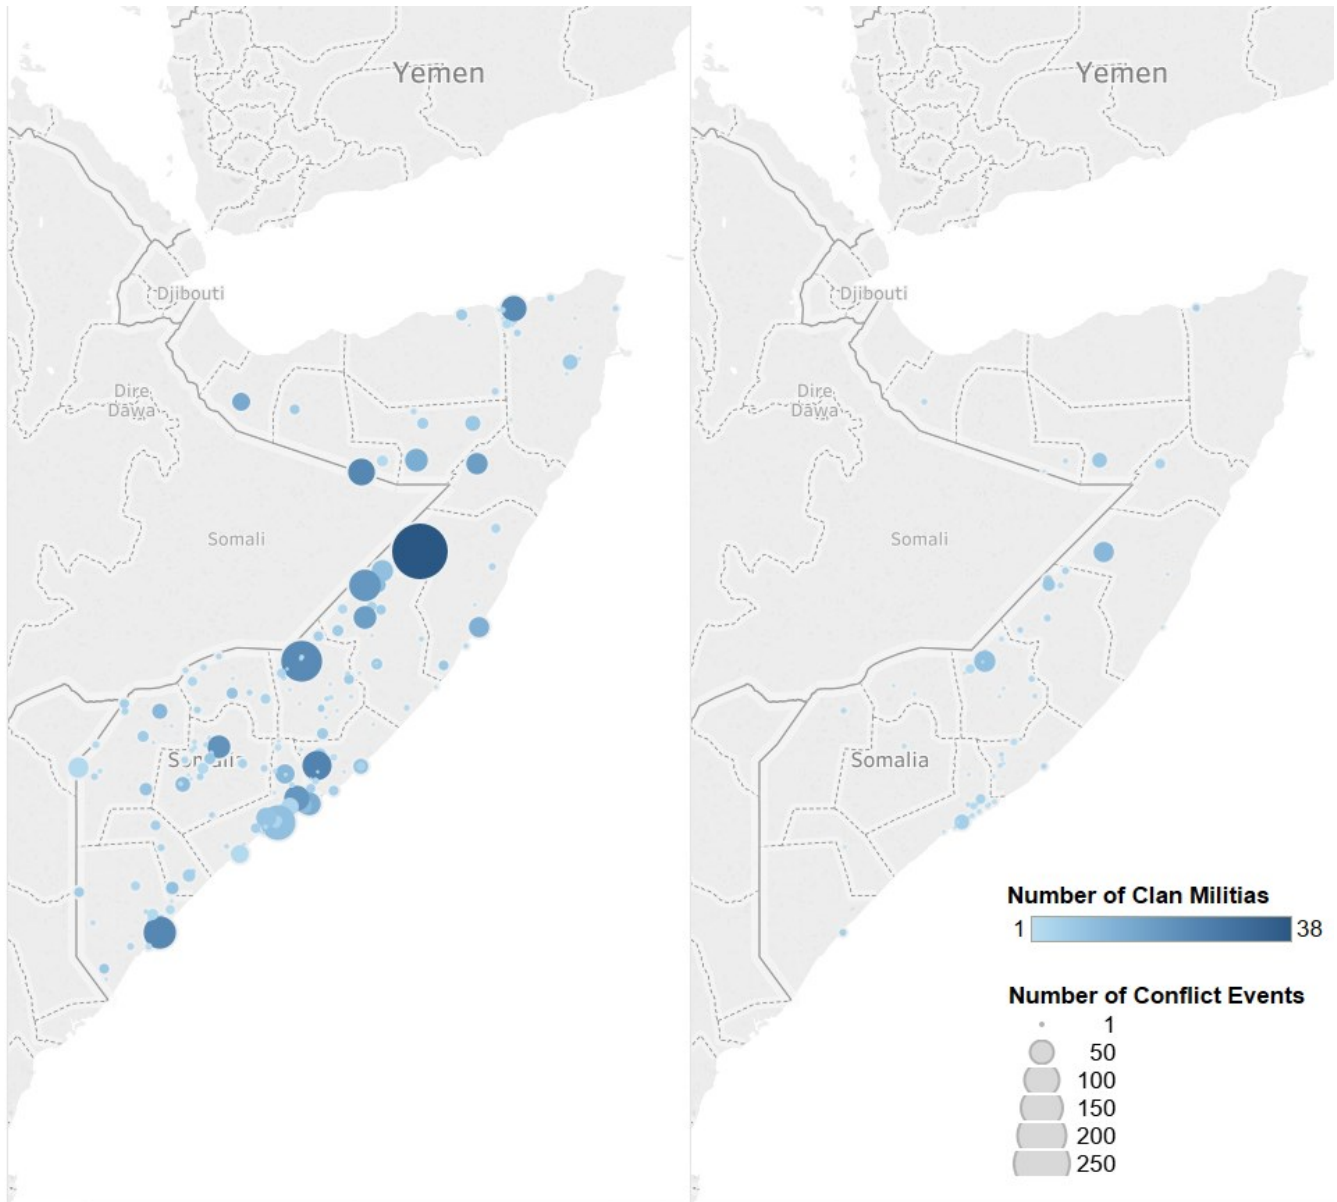 Yemen
Yemen
Djibouti
Djibouti
Dire
Dawa
Dire
Dawa
Somali
Somali
Somalia
Somalia
Number of Clan Militias
1 38
Number of Conflict Events
1
50
100
150
200
250